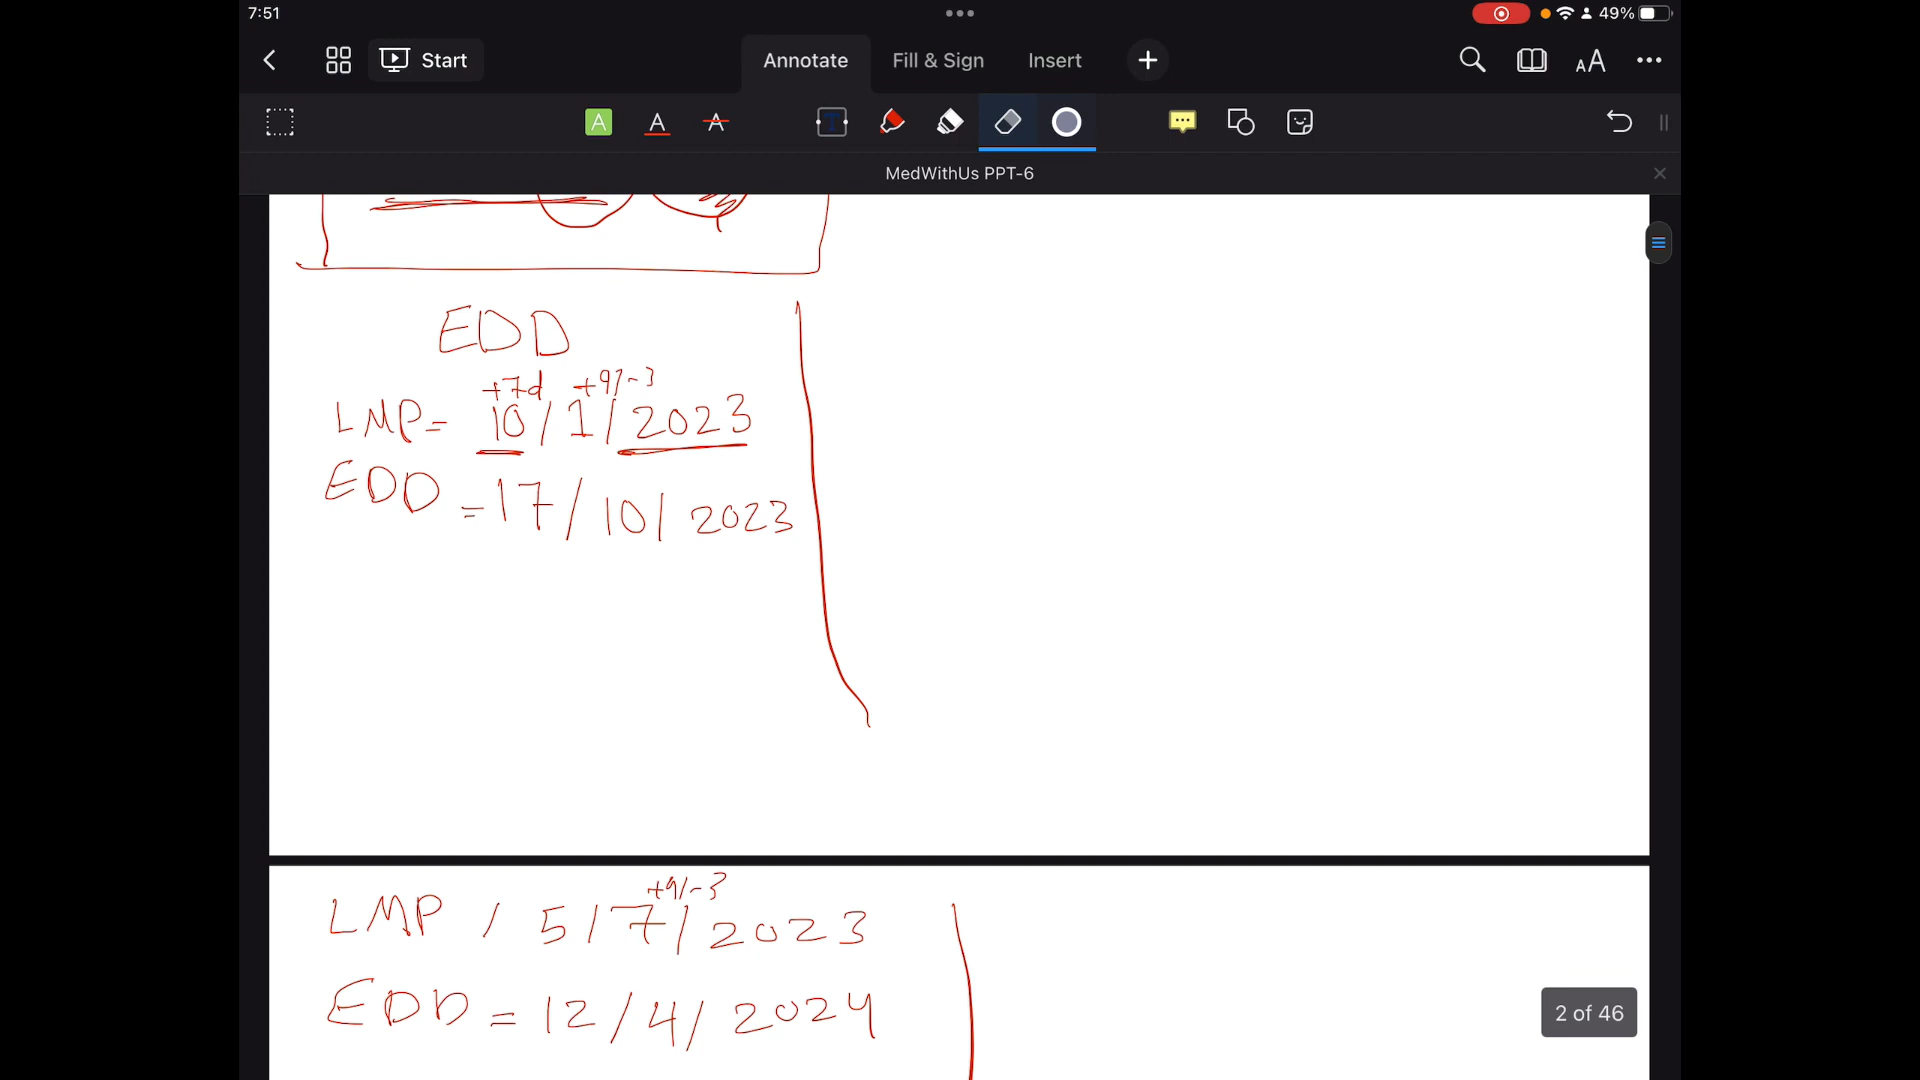 7:51
49%
Start
Annotate
Fill & Sign
Insert
MedWithUs PPT-6
EDD
+7d +9/-3
LMP= 10/1/2023
EDD =17/10/2023
+9/-3
LMP / 5/7/2023
EDD = 12/4/2024
2 of 46